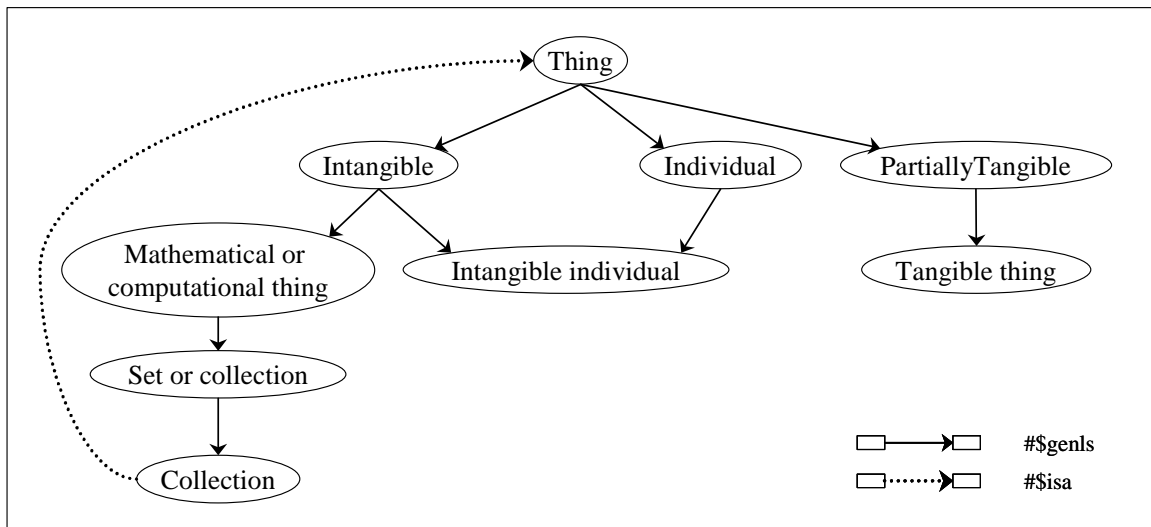 Thing
Intangible
Individual
PartiallyTangible
Mathematical or
computational thing
Intangible individual
Tangible thing
Set or collection
Collection
#$genls
#$isa